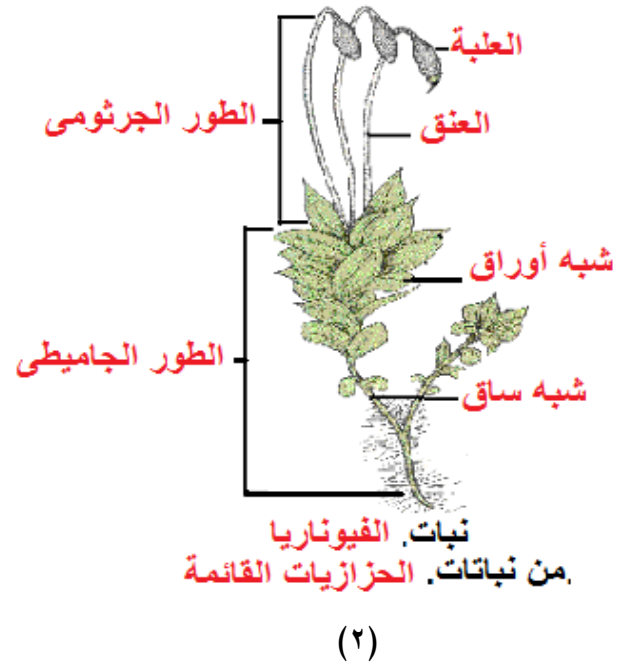 العلبة
العنق
الطور الجرثومى
شبه أوراق
الطور الجاميطى
شبه ساق
نبات. الفيوناريا
.من نباتات. الحزازيات القائمة
(٢)